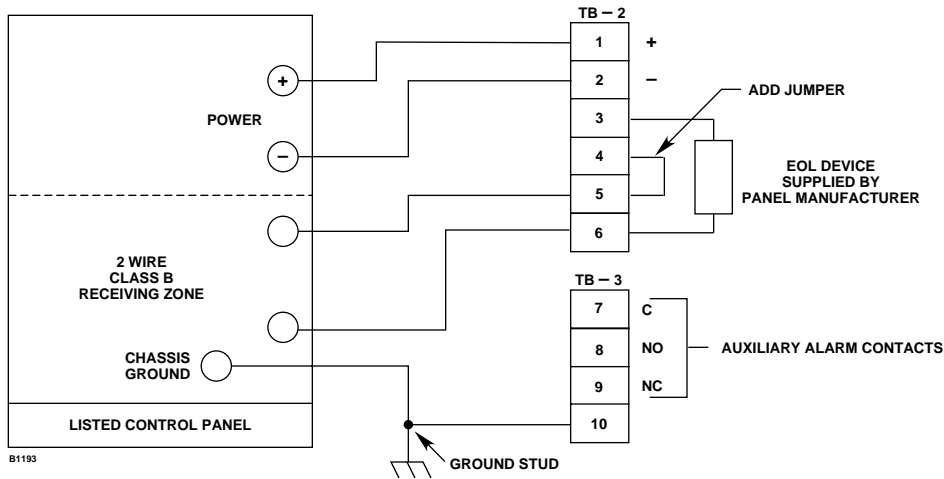 TB – 2
1 +
2 –
3
4
5
6
ADD JUMPER
EOL DEVICE
SUPPLIED BY
PANEL MANUFACTURER
+
POWER
–
2 WIRE
CLASS B
RECEIVING ZONE
CHASSIS
GROUND
LISTED CONTROL PANEL
B1193
TB – 3
7 C
8 NO
9 NC
10
AUXILIARY ALARM CONTACTS
GROUND STUD